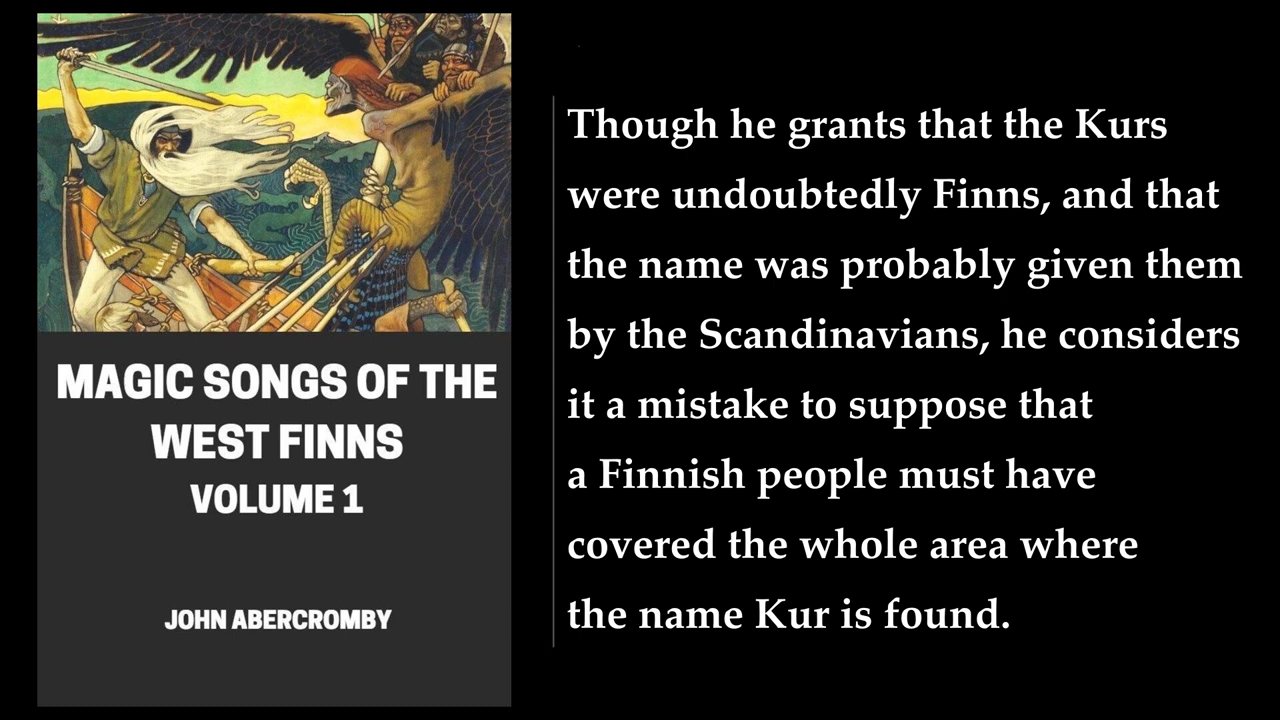 MAGIC SONGS OF THE
WEST FINNS
VOLUME 1
JOHN ABERCROMBY
Though he grants that the Kurs
were undoubtedly Finns, and that
the name was probably given them
by the Scandinavians, he considers
it a mistake to suppose that
a Finnish people must have
covered the whole area where
the name Kur is found.